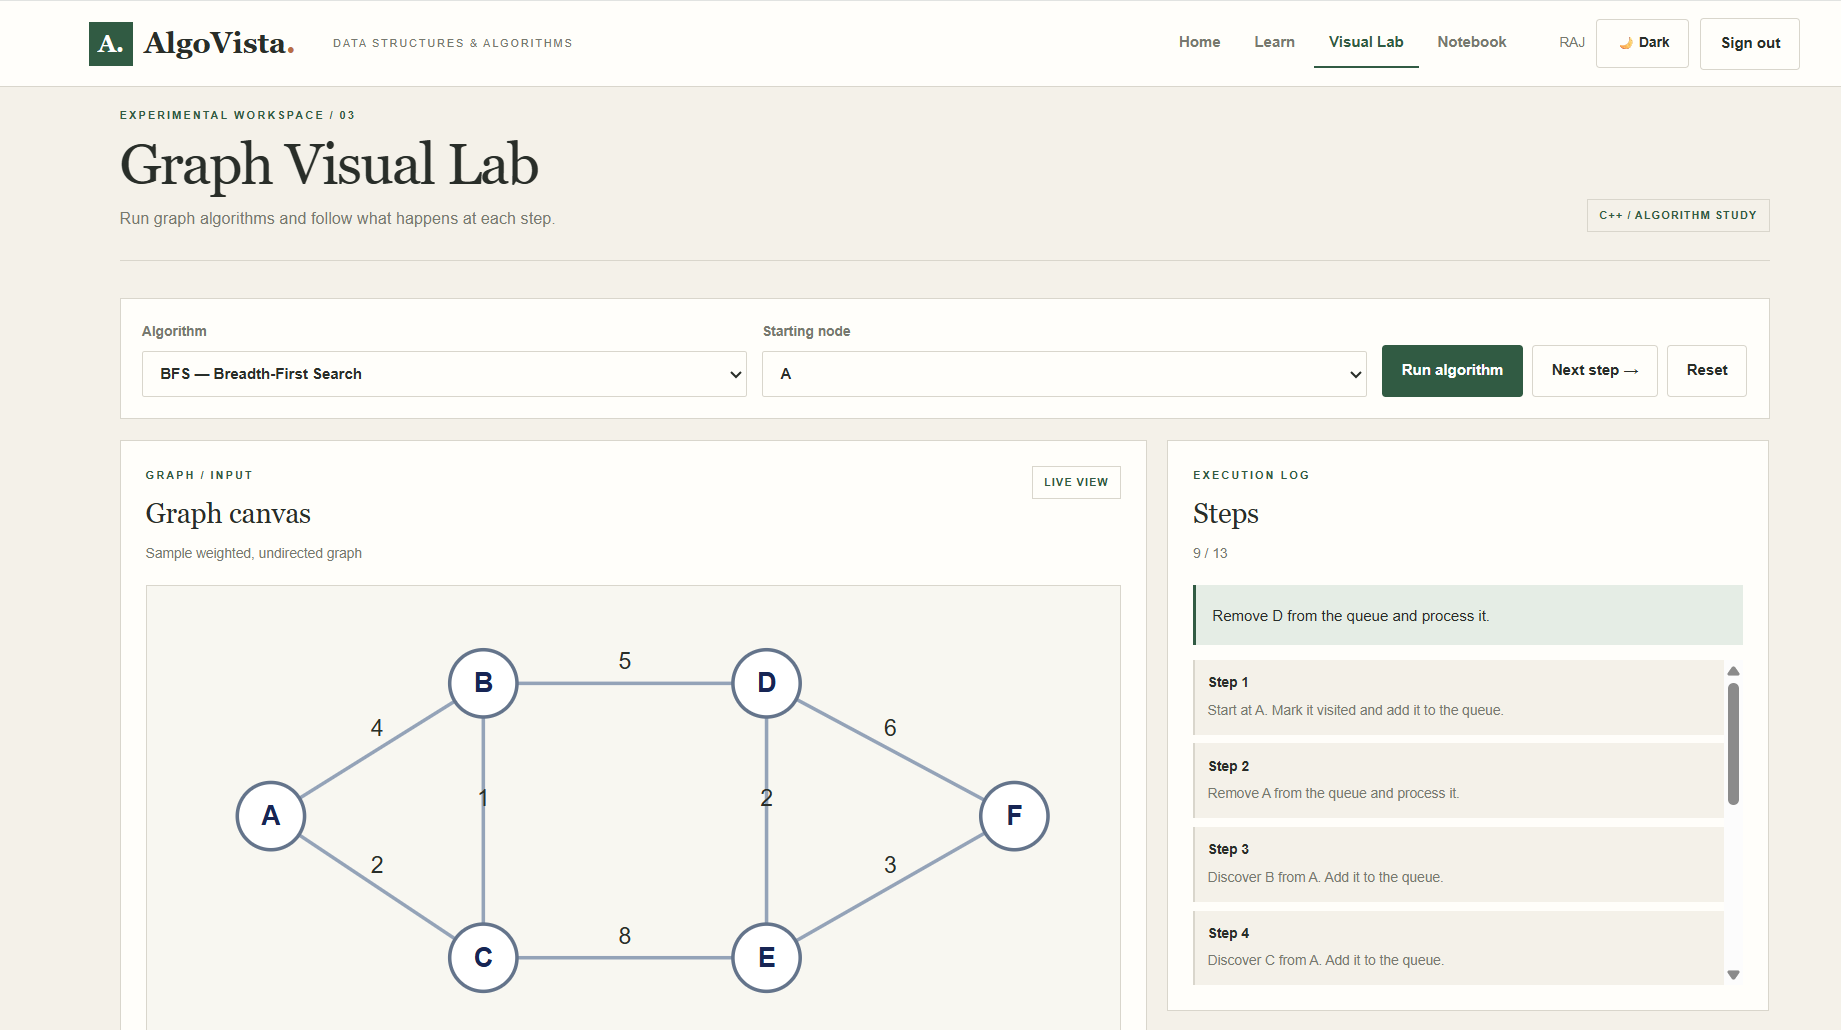 A. AlgoVista. DATA STRUCTURES & ALGORITHMS Home Learn Visual Lab Notebook RAJ 🌙 Dark Sign out
EXPERIMENTAL WORKSPACE / 03
Graph Visual Lab
Run graph algorithms and follow what happens at each step.
C++ / ALGORITHM STUDY
Algorithm
BFS — Breadth-First Search
Starting node
A
Run algorithm
Next step →
Reset
GRAPH / INPUT
Graph canvas
Sample weighted, undirected graph
LIVE VIEW
B
5
D
4
6
A
1
2
F
2
3
C
8
E
EXECUTION LOG
Steps
9 / 13
Remove D from the queue and process it.
Step 1
Start at A. Mark it visited and add it to the queue.
Step 2
Remove A from the queue and process it.
Step 3
Discover B from A. Add it to the queue.
Step 4
Discover C from A. Add it to the queue.